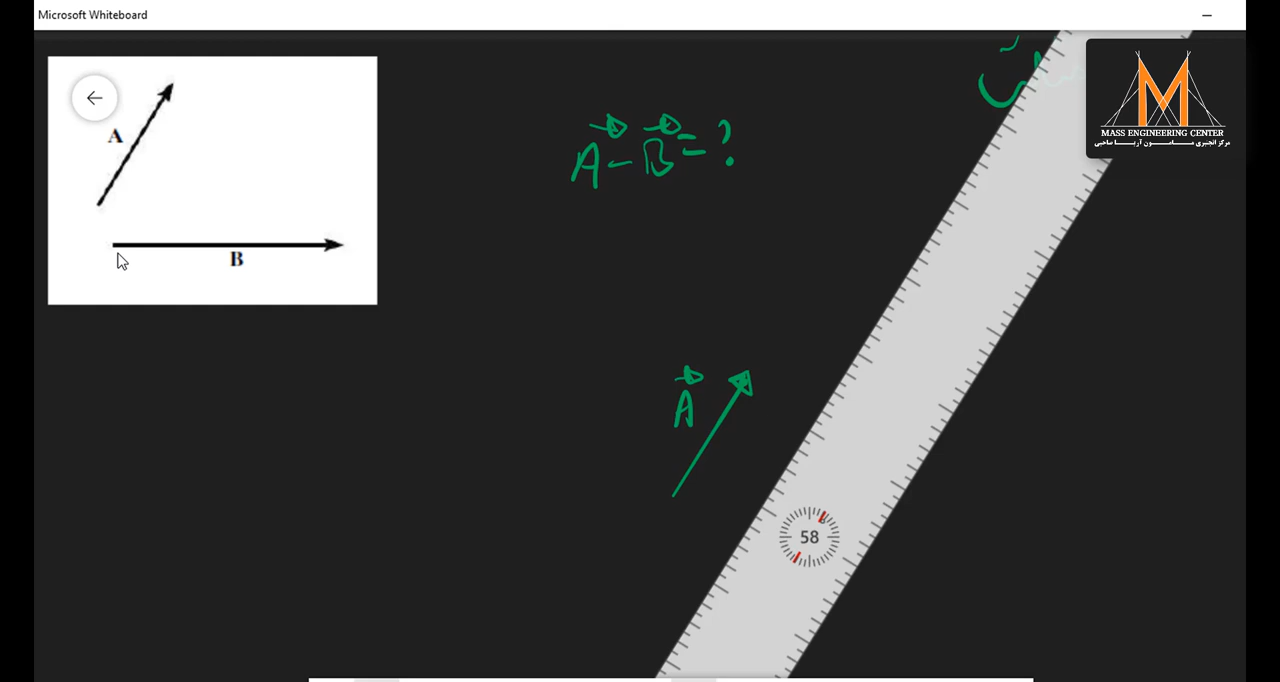 Microsoft Whiteboard
A
B
A - B = ?
A
58
MASS ENGINEERING CENTER